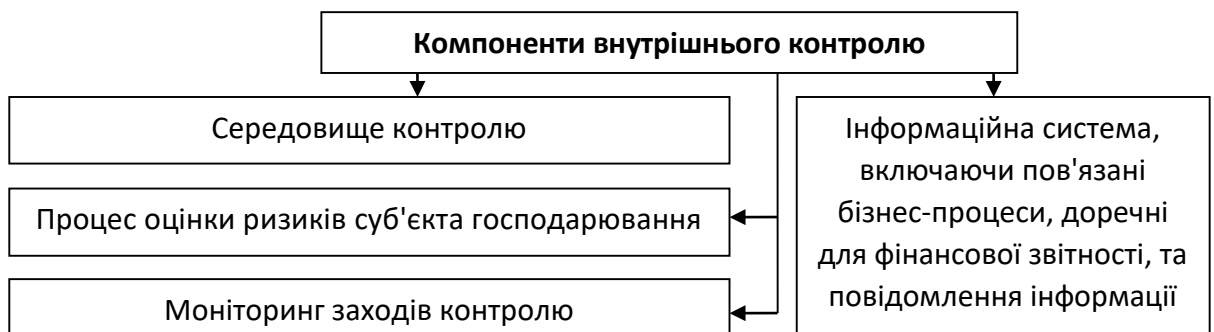 Компоненти внутрішнього контролю
Середовище контролю
Процес оцінки ризиків суб'єкта господарювання
Моніторинг заходів контролю
Інформаційна система,
включаючи пов'язані
бізнес-процеси, доречні
для фінансової звітності, та
повідомлення інформації